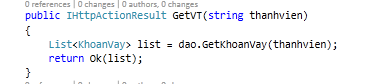 0 references | 0 changes | 0 authors, 0 changes
public IHttpActionResult GetVT(string thanhvien)
{
List<KhoanVay> list = dao.GetKhoanVay(thanhvien);
return Ok(list);
}